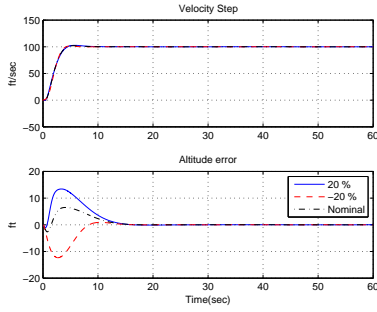 Velocity Step
150
100
50
0
−50
ft/sec
0 10 20 30 40 50 60
Altitude error
20
10
0
−10
−20
ft
20 %
−20 %
Nominal
0 10 20 30 40 50 60
Time(sec)